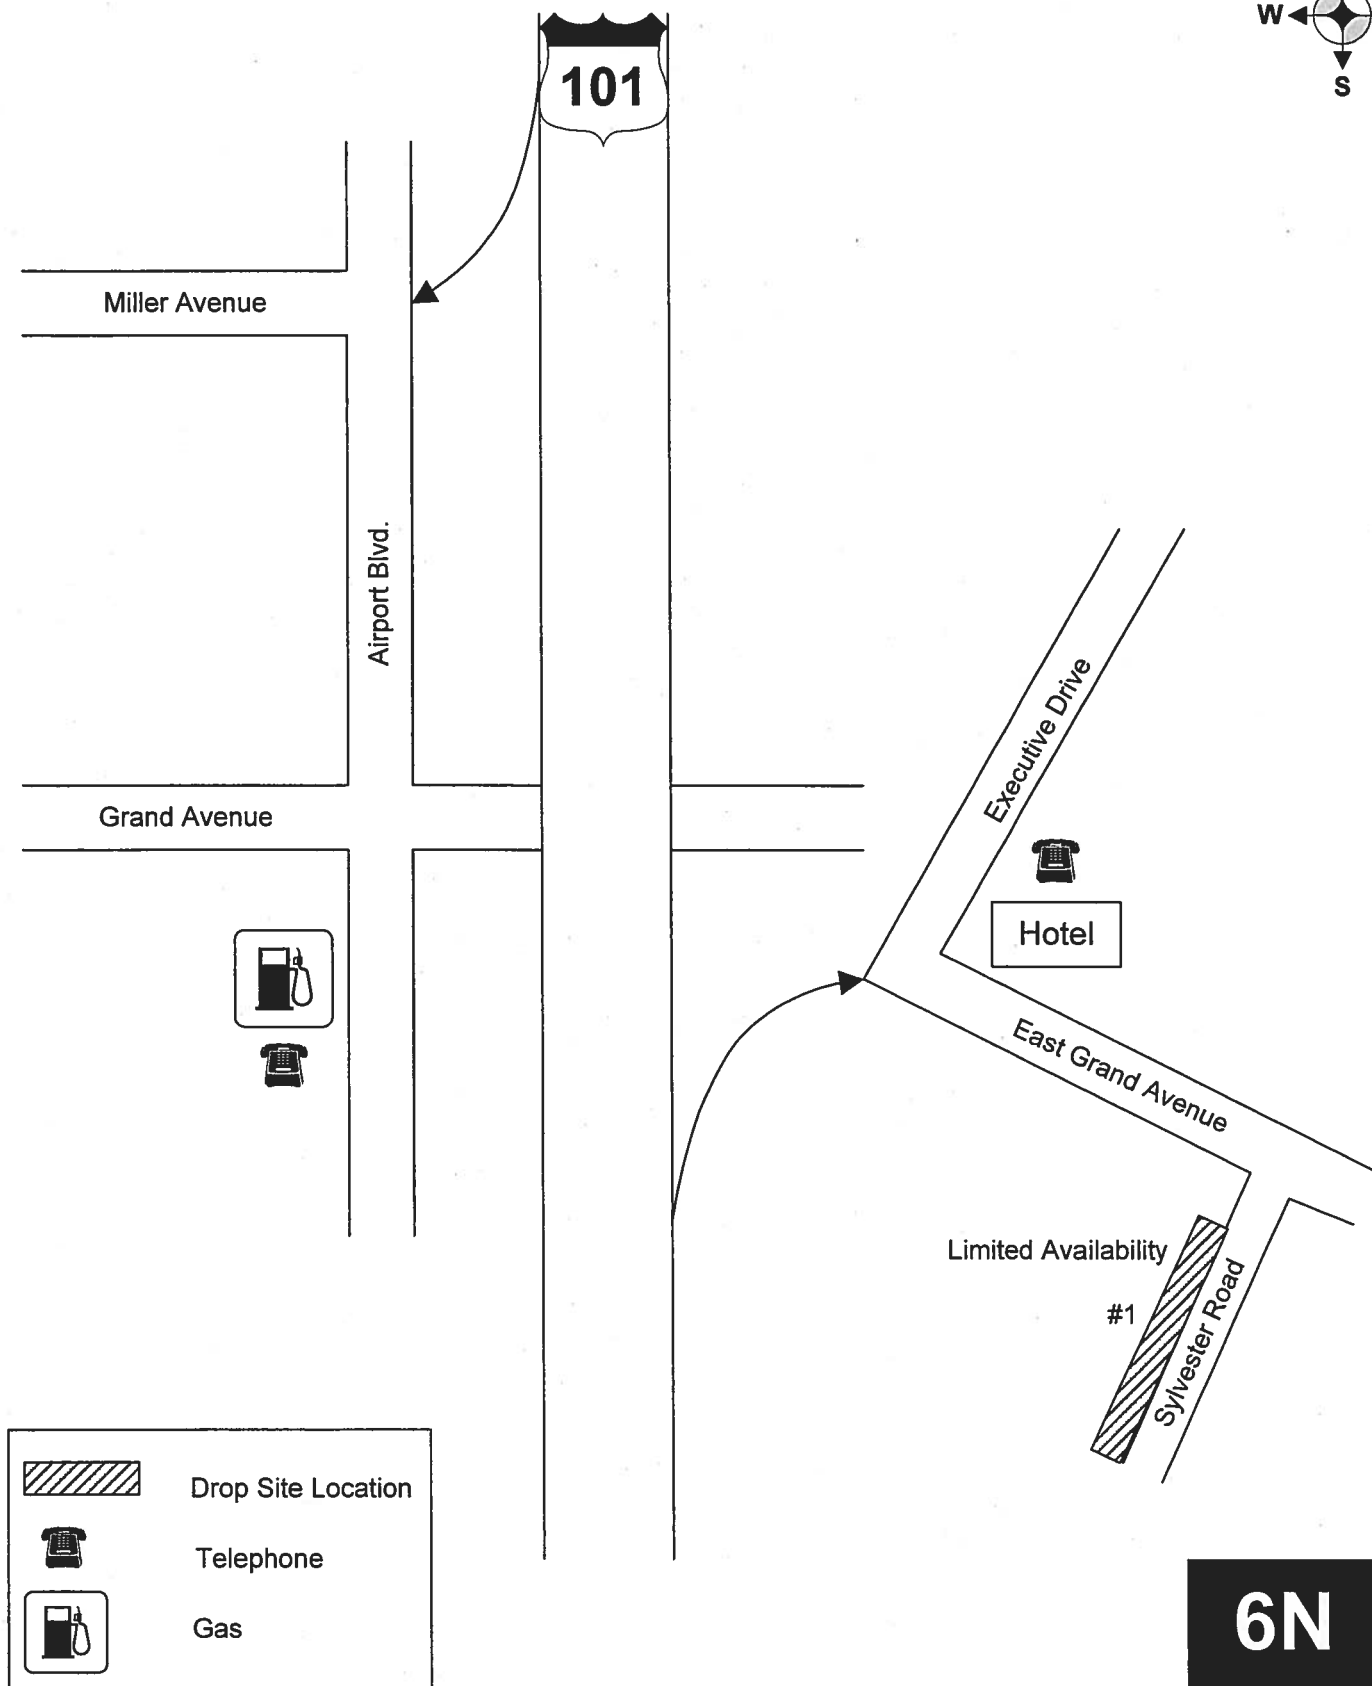 W
S
101
Miller Avenue
Airport Blvd.
Executive Drive
Grand Avenue
Hotel
East Grand Avenue
Limited Availability
#1
Sylvester Road
Drop Site Location
Telephone
Gas
6N